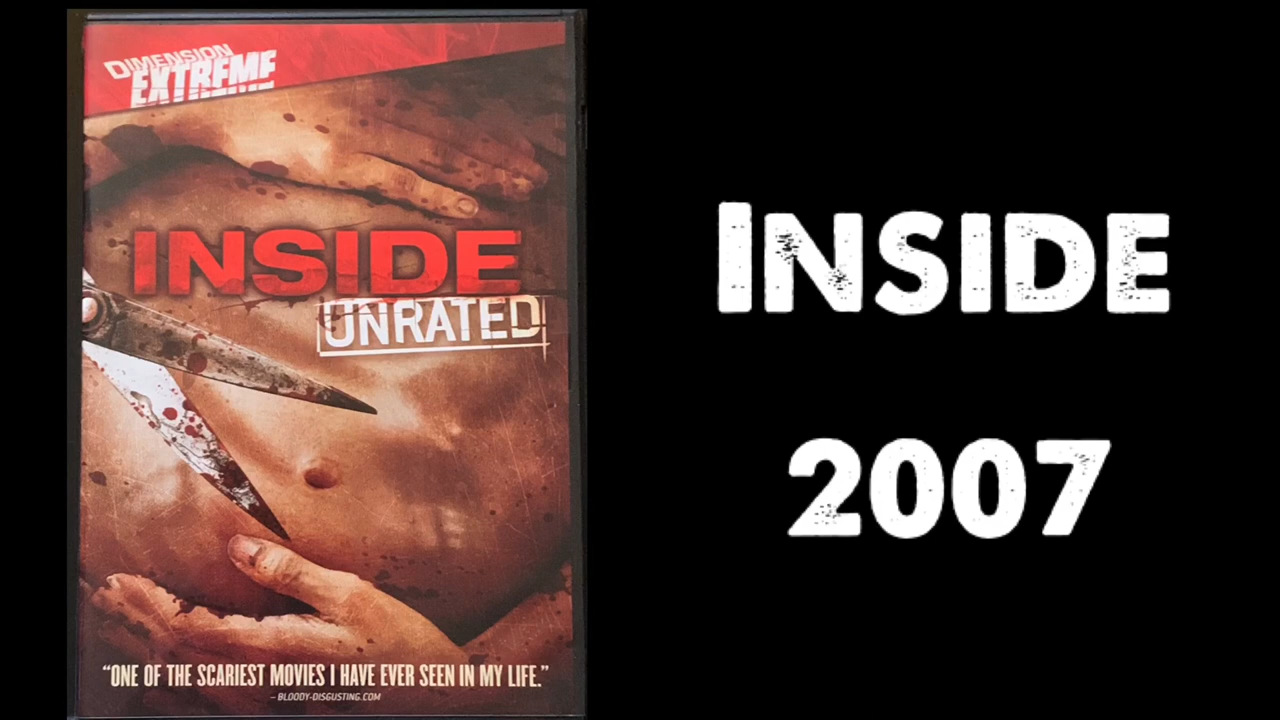 DIMENSION
EXTREME
INSIDE
UNRATED
“ONE OF THE SCARIEST MOVIES I HAVE EVER SEEN IN MY LIFE.”
– BLOODY-DISGUSTING.COM
INSIDE
2007